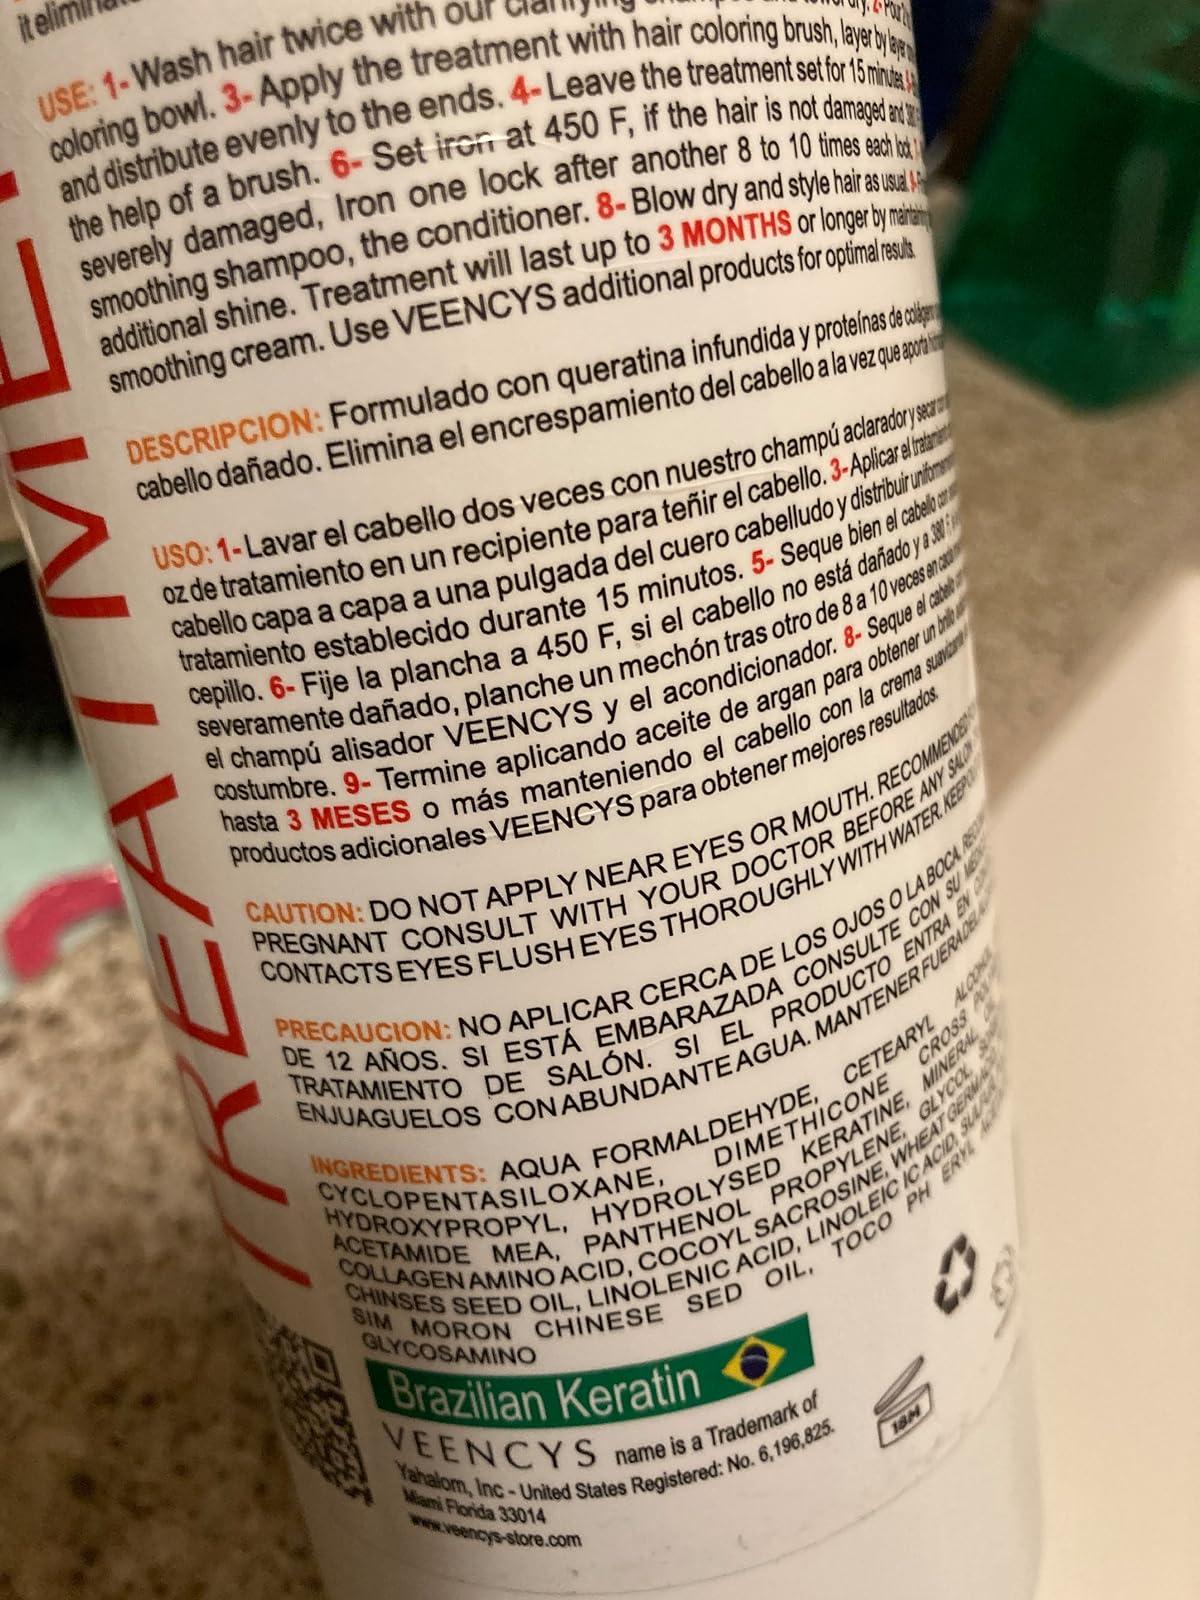 it elimina
USE: 1- Wash hair twice with our clarifying
coloring bowl. 3- Apply the treatment with hair coloring brush, layer by layer
and distribute evenly to the ends. 4- Leave the treatment set for 15 minutes.
the help of a brush. 6- Set iron at 450 F, if the hair is not damaged and
severely damaged, Iron one lock after another 8 to 10 times each lock.
smoothing shampoo, the conditioner. 8- Blow dry and style hair as usual. 9-
additional shine. Treatment will last up to 3 MONTHS or longer by
smoothing cream. Use VEENCYS additional products for optimal results.
DESCRIPCION: Formulado con queratina infundida y proteínas de
cabello dañado. Elimina el encrespamiento del cabello a la vez que aporta
USO: 1- Lavar el cabello dos veces con nuestro champú aclarador y secar
oz de tratamiento en un recipiente para teñir el cabello. 3- Aplicar el
cabello capa a capa a una pulgada del cuero cabelludo y distribuir
tratamiento establecido durante 15 minutos. 5- Seque bien el cabello con
cepillo. 6- Fije la plancha a 450 F, si el cabello no está dañado y a 380 F
severamente dañado, planche un mechón tras otro de 8 a 10 veces en
el champú alisador VEENCYS y el acondicionador. 8- Seque el
costumbre. 9- Termine aplicando aceite de argan para obtener un brillo
hasta 3 MESES o más manteniendo el cabello con la crema
productos adicionales VEENCYS para obtener mejores resultados.
CAUTION: DO NOT APPLY NEAR EYES OR MOUTH. RECOMMENDED
PREGNANT CONSULT WITH YOUR DOCTOR BEFORE ANY SALON
CONTACTS EYES FLUSH EYES THOROUGHLY WITH WATER. KEEP
PRECAUCION: NO APLICAR CERCA DE LOS OJOS O LA BOCA.
DE 12 AÑOS. SI ESTÁ EMBARAZADA CONSULTE CON SU
TRATAMIENTO DE SALÓN. SI EL PRODUCTO ENTRA EN
ENJUAGUELOS CON ABUNDANTE AGUA. MANTENER FUERA
INGREDIENTS: AQUA FORMALDEHYDE, CETEARYL ALCOHOL
CYCLOPENTASILOXANE, DIMETHICONE CROSS
HYDROXYPROPYL, HYDROLYSED KERATINE, MINERAL
ACETAMIDE MEA, PANTHENOL PROPYLENE, GLYCOL
COLLAGEN AMINO ACID, COCOYL SACROSINE, WHEAT
CHINSES SEED OIL, LINOLENIC ACID, LINOLEIC IC ACID,
SIM MORON CHINESE SED OIL, TOCO PH ERYL
GLYCOSAMINO
TREATMENT
Brazilian Keratin
VEENCYS name is a Trademark of
Yahalom, Inc - United States Registered: No. 6,196,825.
Miami Florida 33014
www.veencys-store.com
18M